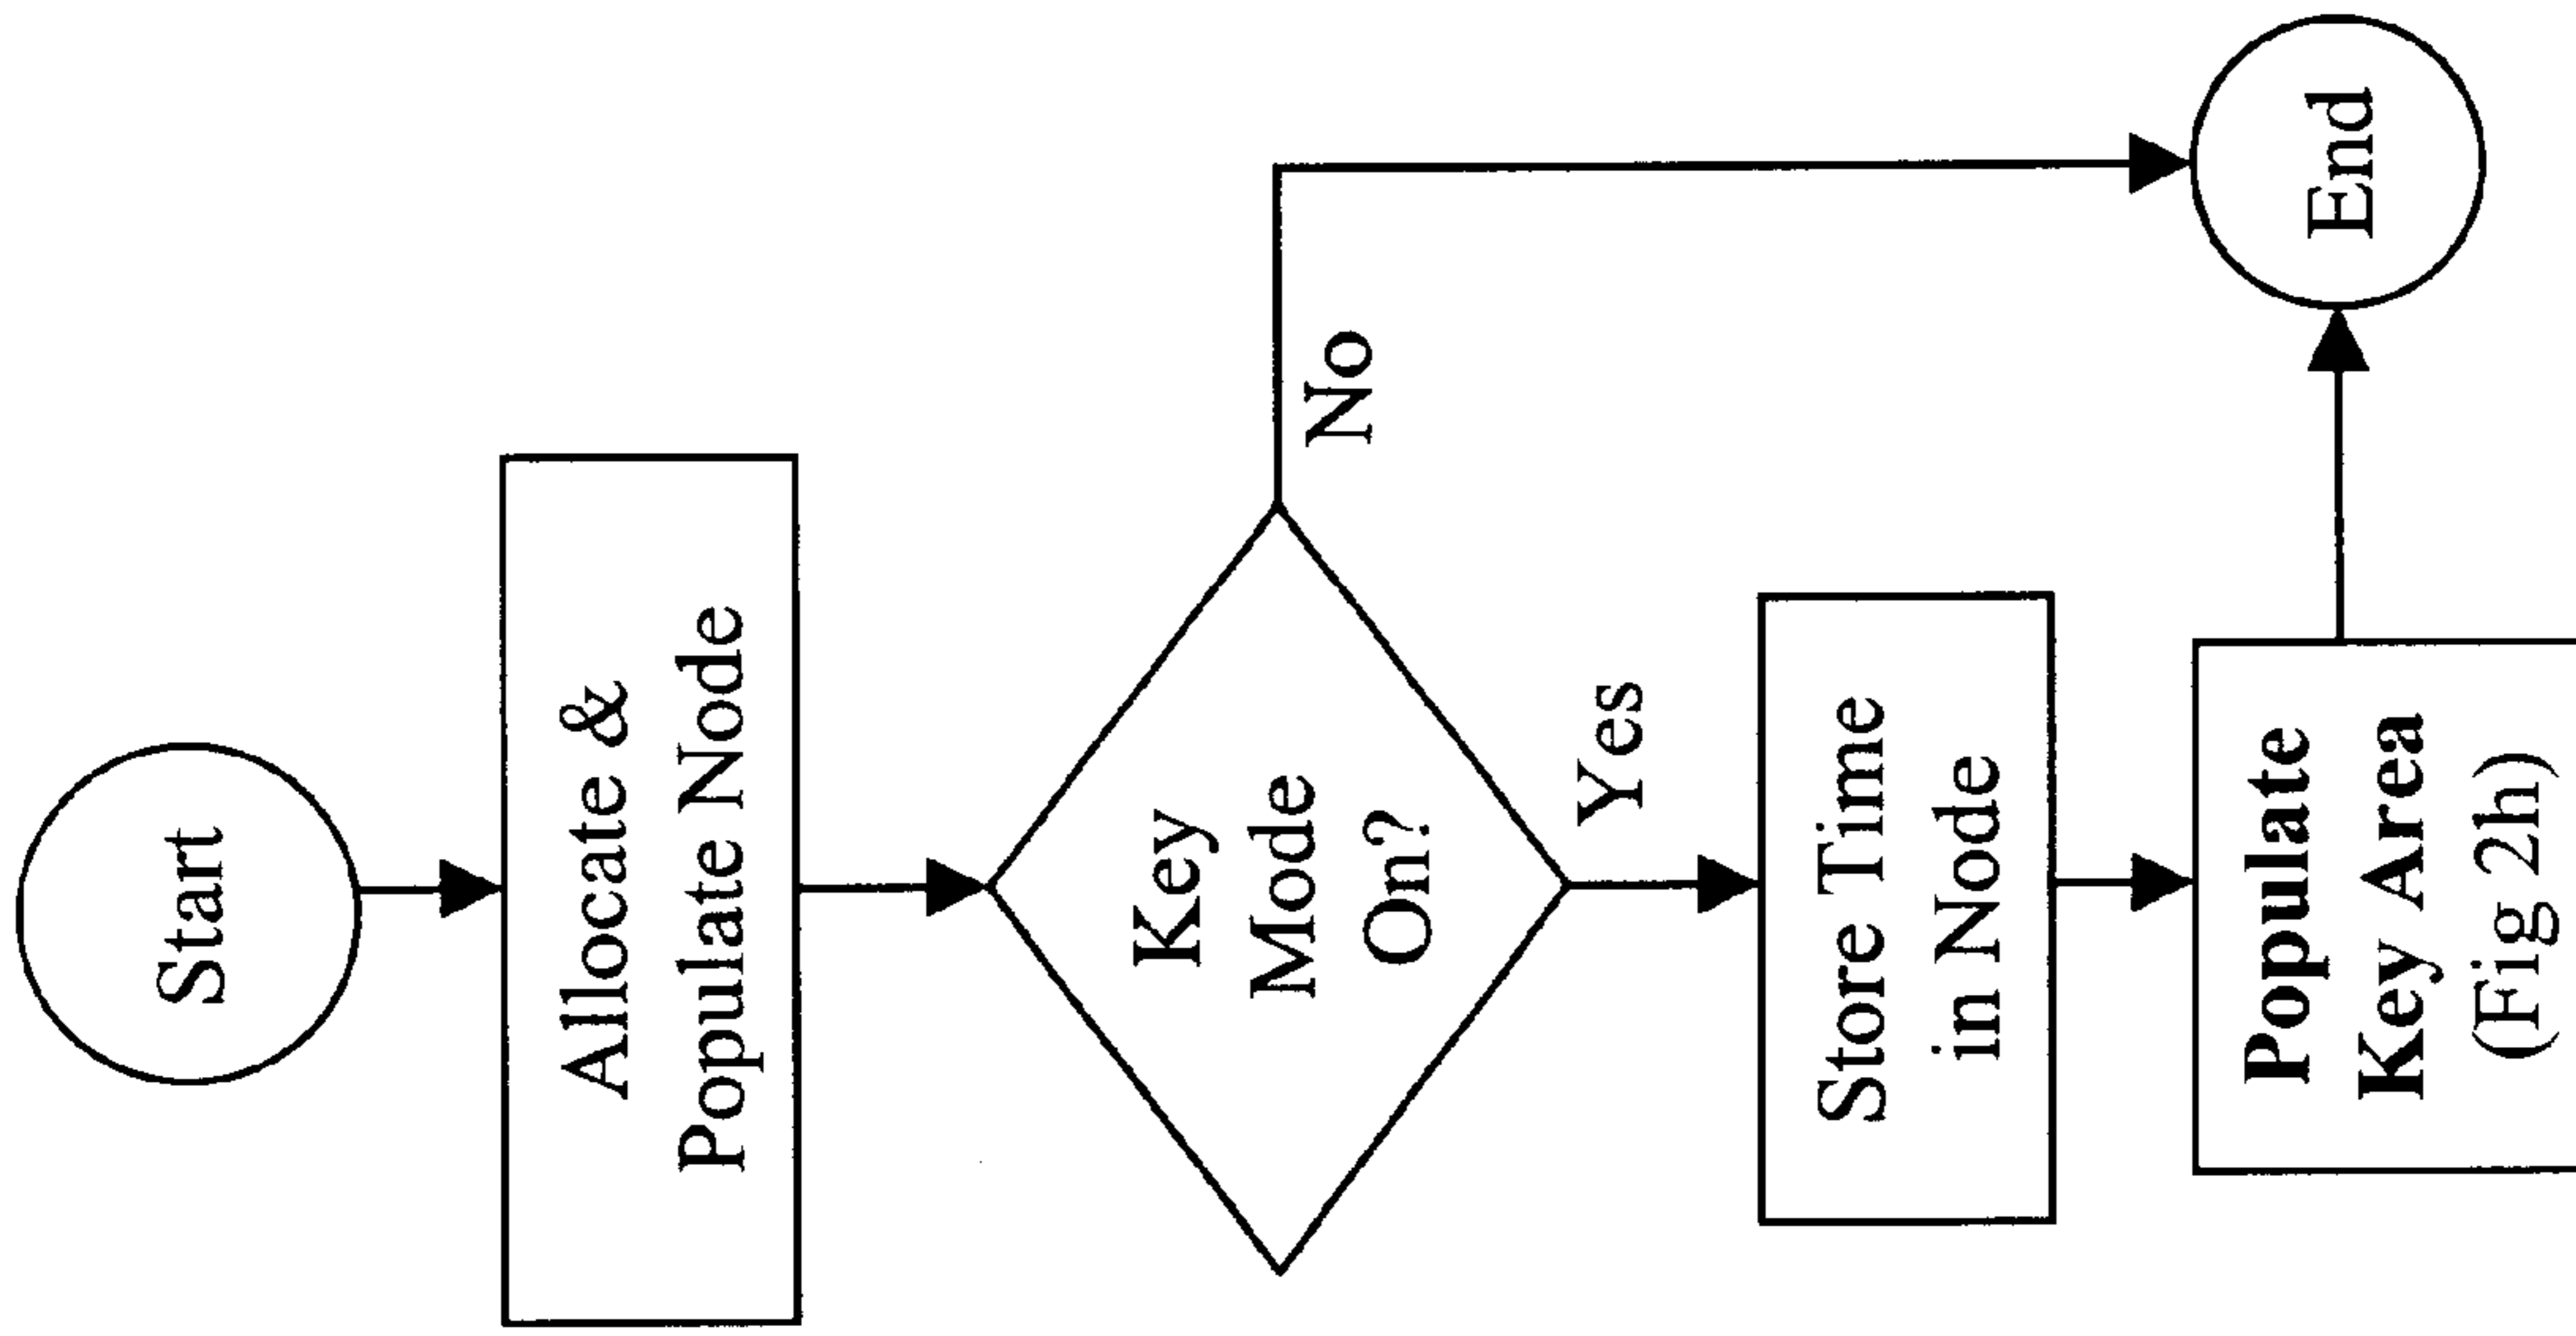 Start
Allocate &
Populate Node
Key
Mode
On?
No
Yes
Store Time
in Node
Populate
Key Area
(Fig 2h)
End